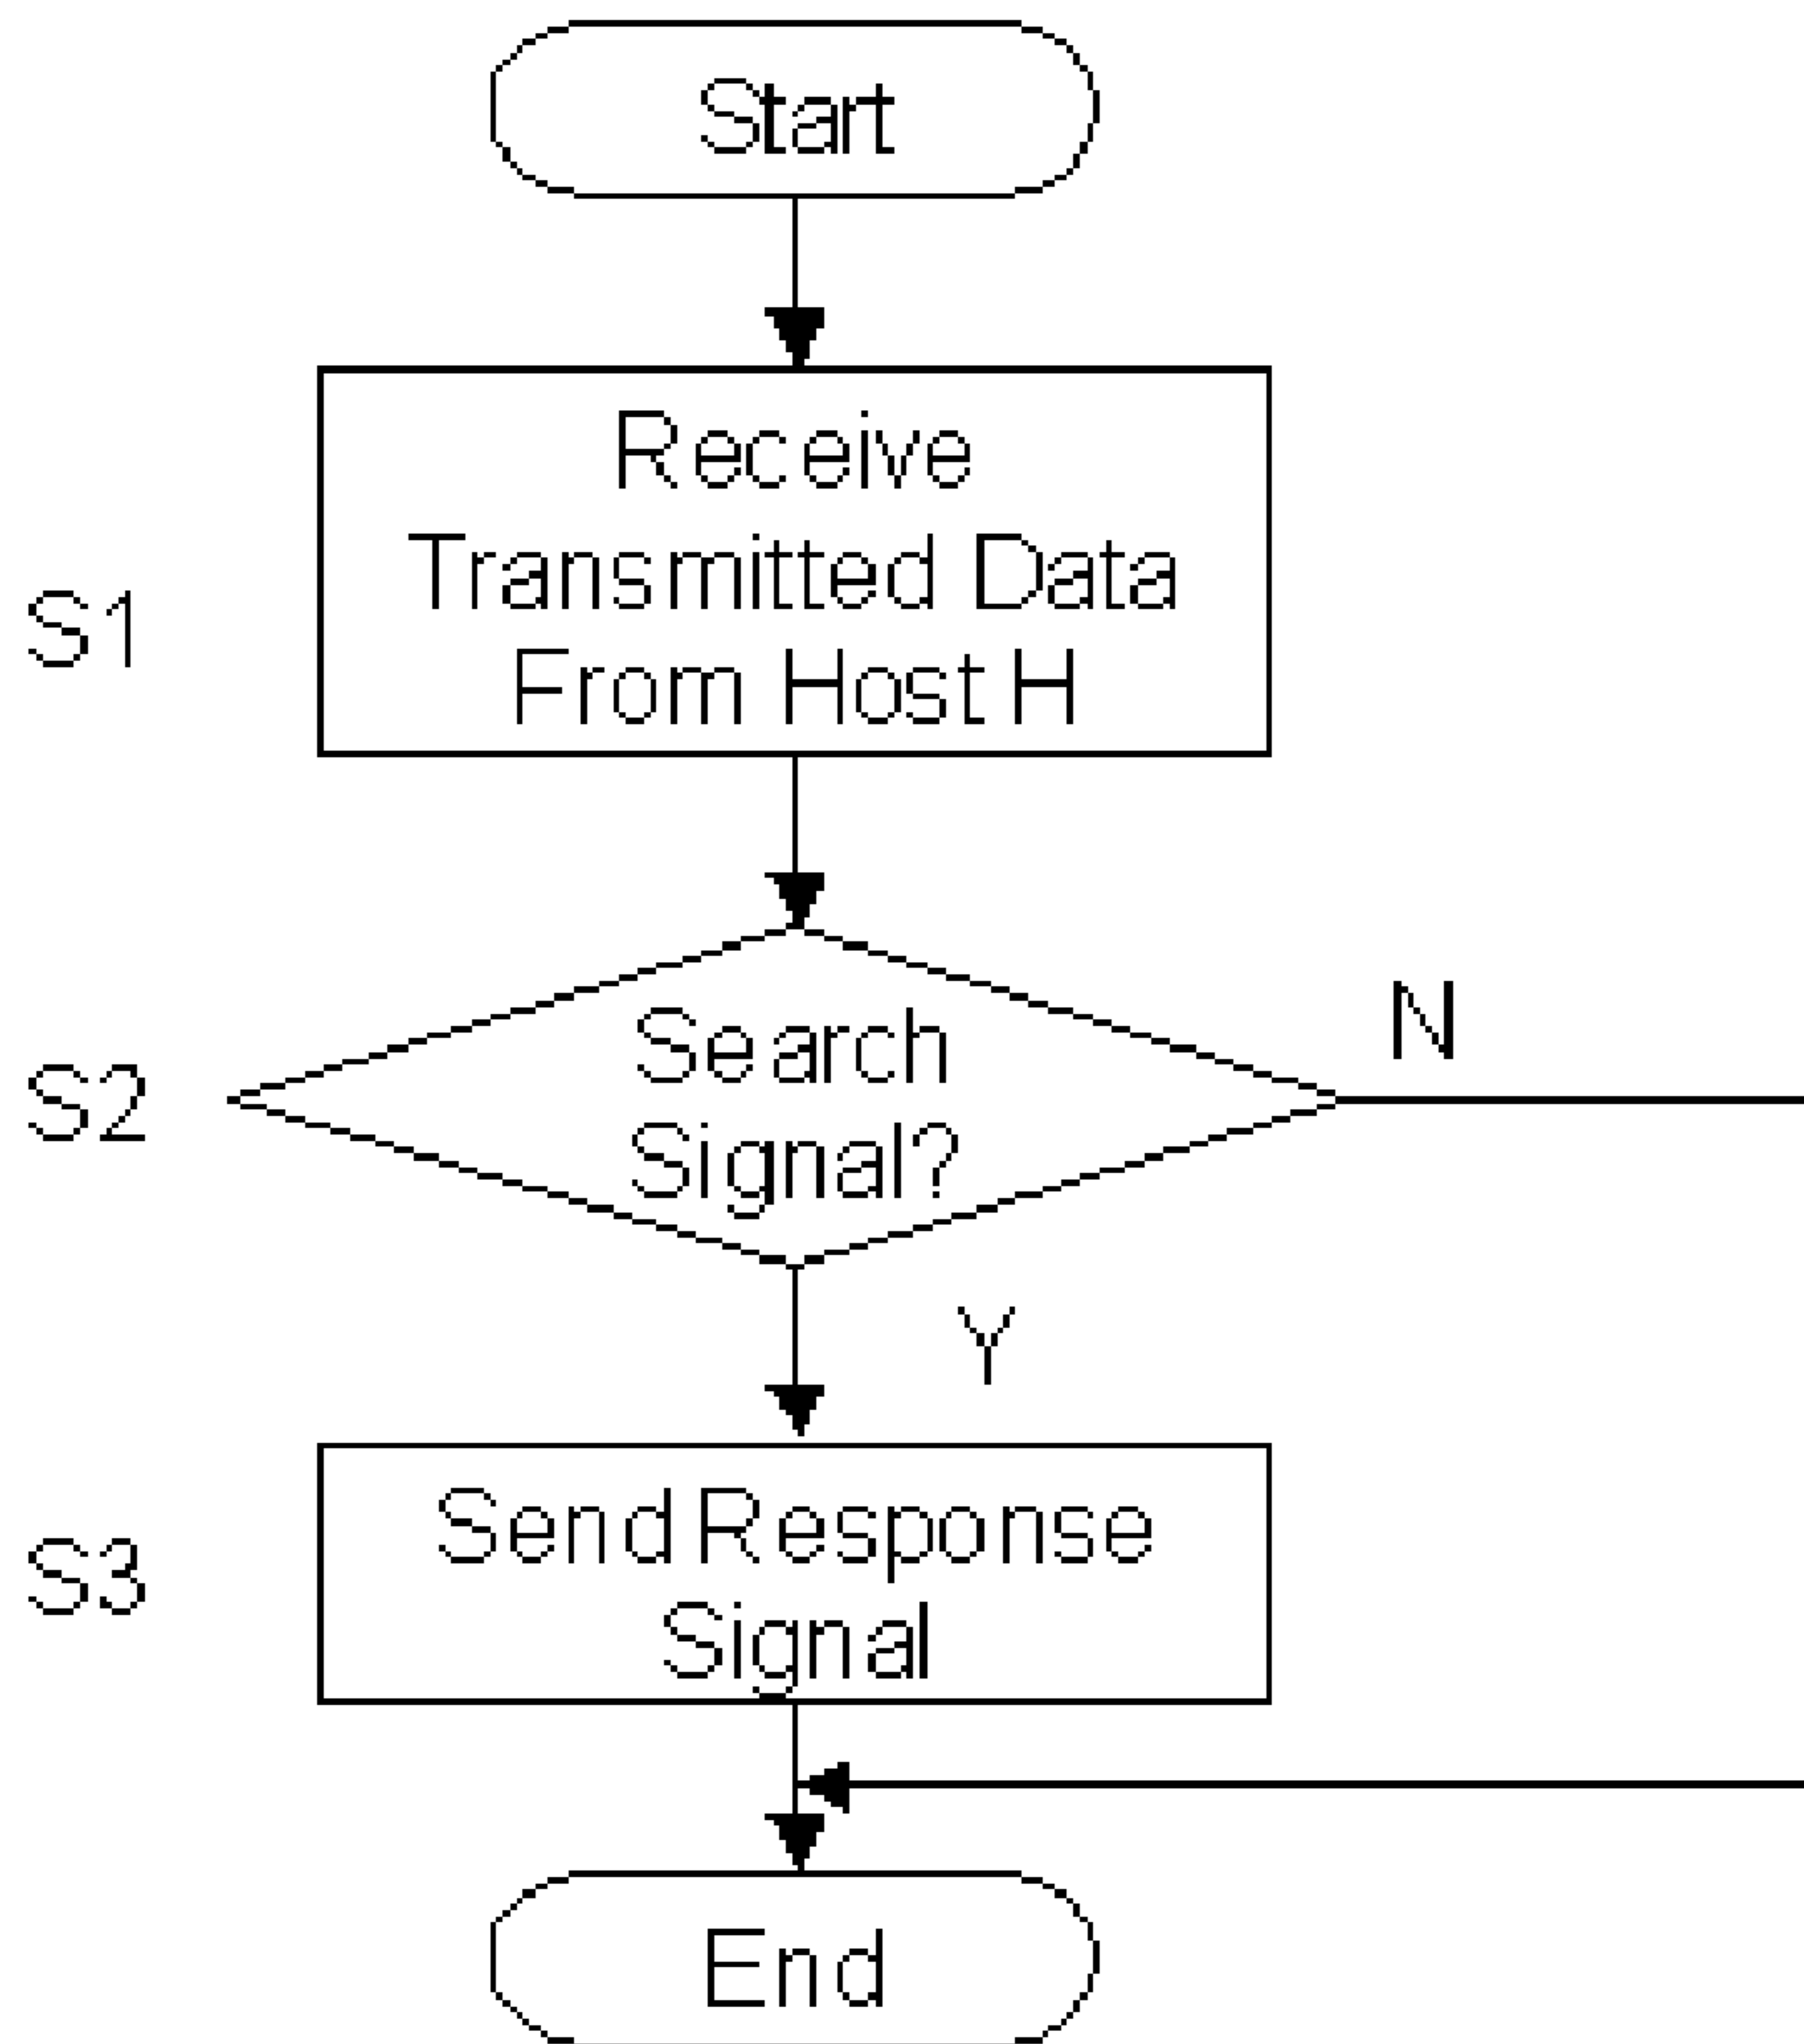 Start
Receive
Transmitted Data
From Host H
S1
Search
Signal?
S2
N
Y
Send Response
Signal
S3
End